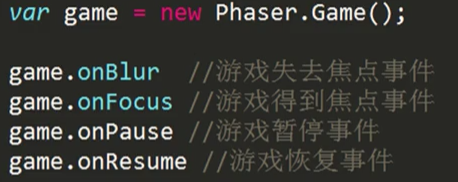 var game = new Phaser.Game();
game.onBlur //游戏失去焦点事件
game.onFocus //游戏得到焦点事件
game.onPause //游戏暂停事件
game.onResume //游戏恢复事件